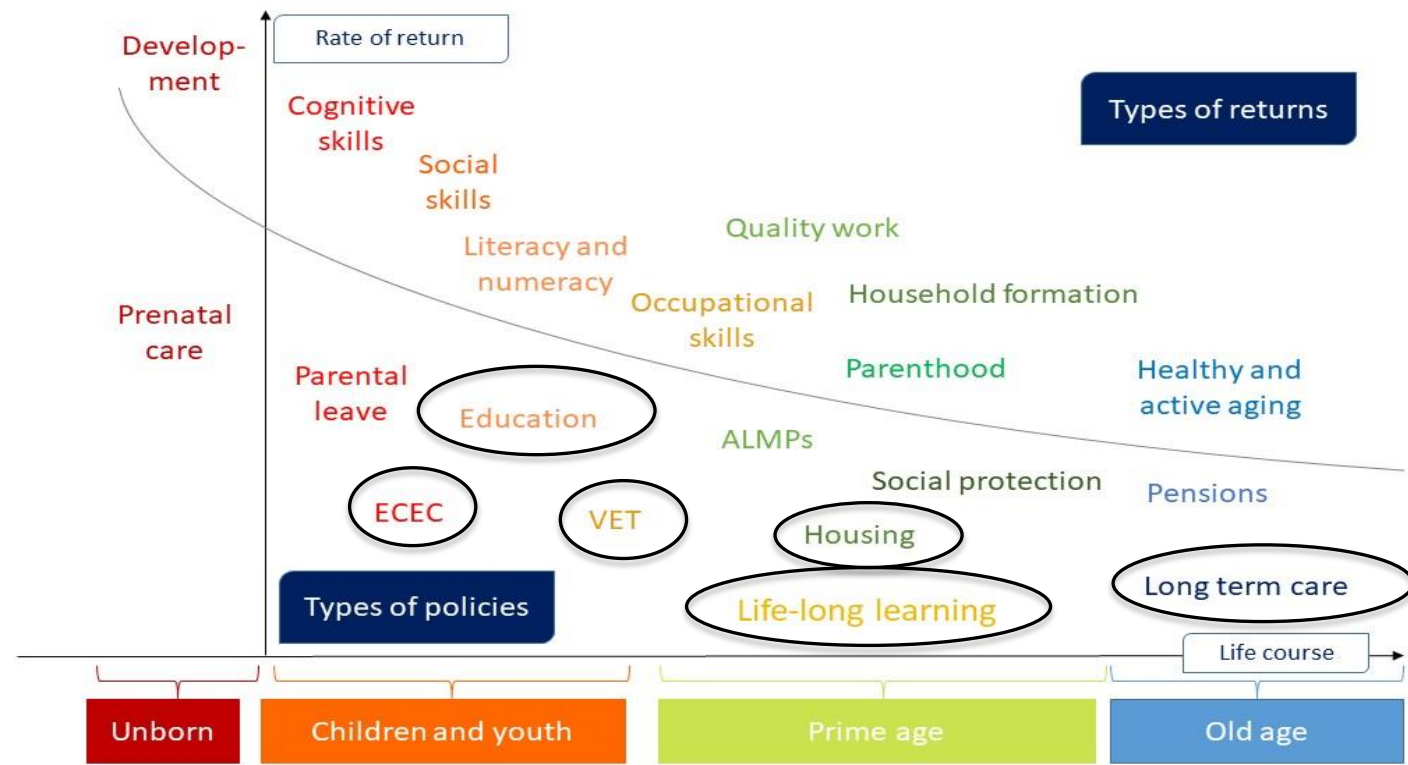 Develop-
ment
Rate of return
Types of returns
Cognitive
skills
Social
skills
Quality work
Literacy and
numeracy
Household formation
Occupational
skills
Prenatal
care
Parenthood
Healthy and
active aging
Parental
leave
Education
ALMPs
Social protection
Pensions
ECEC
VET
Housing
Long term care
Types of policies
Life-long learning
Life course
Unborn
Children and youth
Prime age
Old age